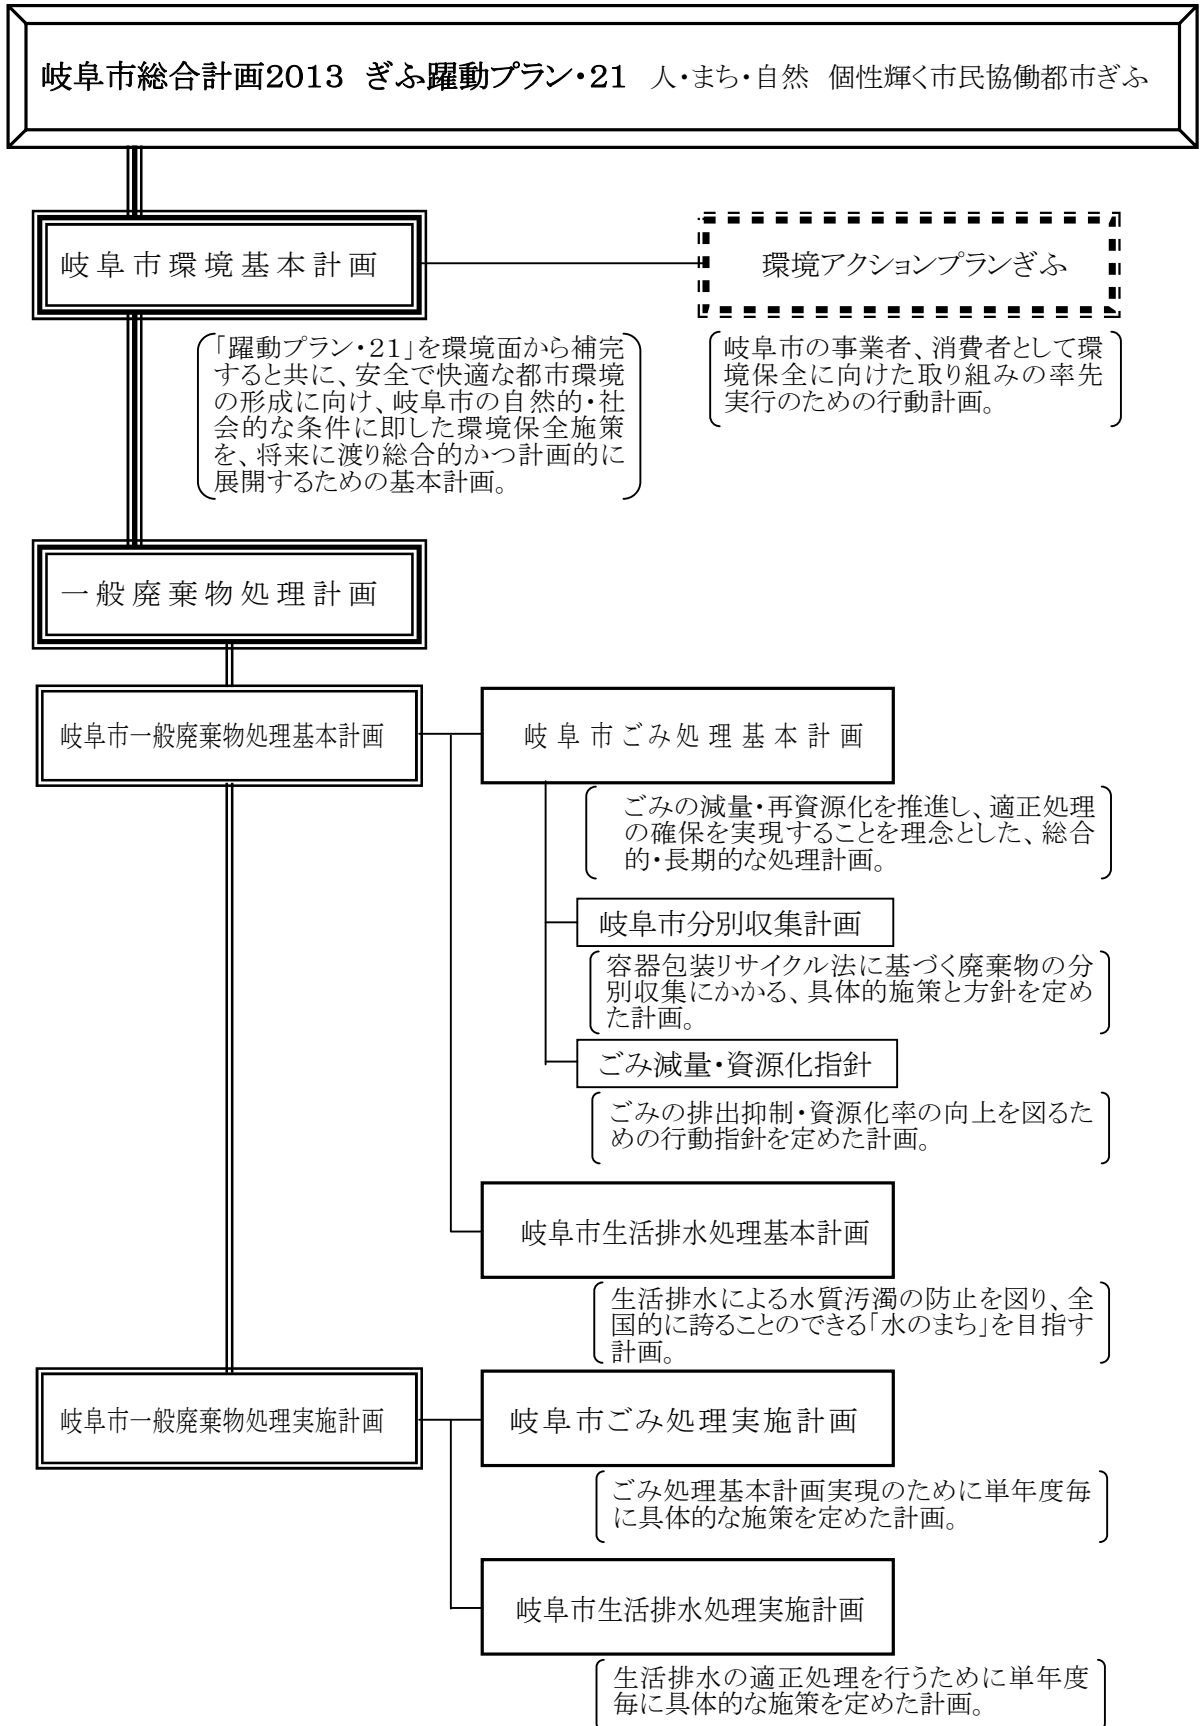 岐阜市総合計画2013 ぎふ躍動プラン・21 人・まち・自然 個性輝く市民協働都市ぎふ
岐阜市環境基本計画
環境アクションプランぎふ
「躍動プラン・21」を環境面から補完
すると共に、安全で快適な都市環境
の形成に向け、岐阜市の自然的・社
会的な条件に即した環境保全施策
を、将来に渡り総合的かつ計画的に
展開するための基本計画。
岐阜市の事業者、消費者として環
境保全に向けた取り組みの率先
実行のための行動計画。
一般廃棄物処理計画
岐阜市一般廃棄物処理基本計画
岐阜市ごみ処理基本計画
ごみの減量・再資源化を推進し、適正処理
の確保を実現することを理念とした、総合
的・長期的な処理計画。
岐阜市分別収集計画
容器包装リサイクル法に基づく廃棄物の分
別収集にかかる、具体的施策と方針を定め
た計画。
ごみ減量・資源化指針
ごみの排出抑制・資源化率の向上を図るた
めの行動指針を定めた計画。
岐阜市生活排水処理基本計画
生活排水による水質汚濁の防止を図り、全
国的に誇ることのできる「水のまち」を目指す
計画。
岐阜市一般廃棄物処理実施計画
岐阜市ごみ処理実施計画
ごみ処理基本計画実現のために単年度毎
に具体的な施策を定めた計画。
岐阜市生活排水処理実施計画
生活排水の適正処理を行うために単年度
毎に具体的な施策を定めた計画。